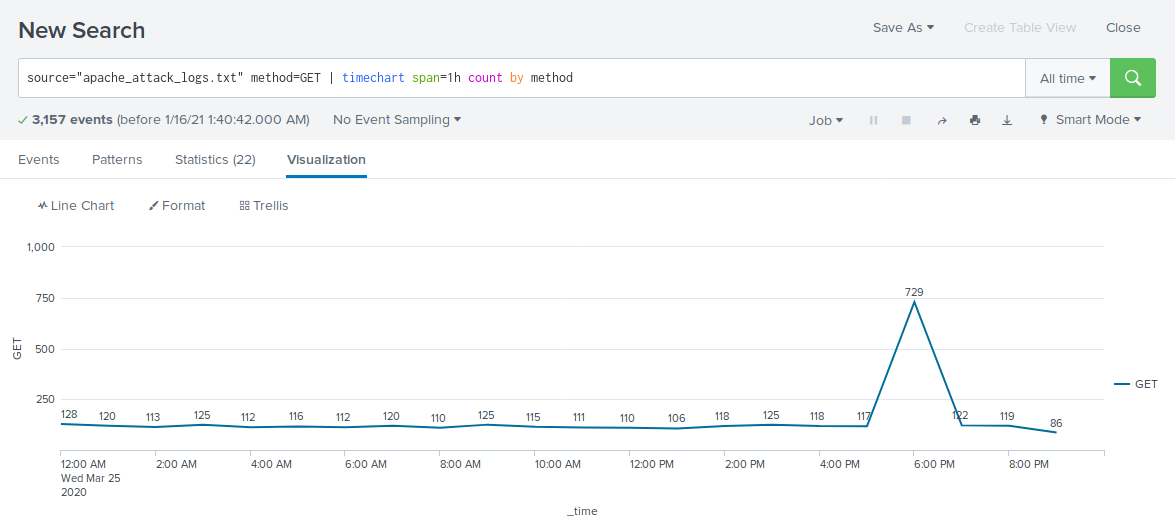 New Search
Save As
Create Table View
Close
source="apache_attack_logs.txt" method=GET | timechart span=1h count by method
All time
3,157 events (before 1/16/21 1:40:42.000 AM)
No Event Sampling
Job
Smart Mode
Events
Patterns
Statistics (22)
Visualization
Line Chart
Format
Trellis
1,000
750
500
250
GET
128 120 113 125 112 116 112 120 110 125 115 111 110 106 118 125 118 117 729 122 119 86
GET
12:00 AM 2:00 AM 4:00 AM 6:00 AM 8:00 AM 10:00 AM 12:00 PM 2:00 PM 4:00 PM 6:00 PM 8:00 PM
Wed Mar 25
2020
_time